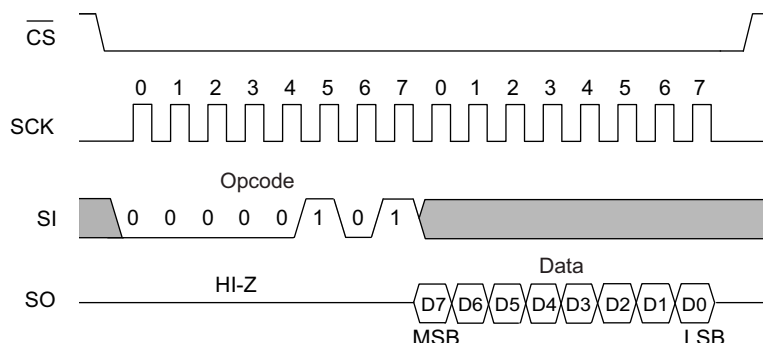 CS
0 1 2 3 4 5 6 7 0 1 2 3 4 5 6 7
SCK
Opcode
SI 0 0 0 0 0 1 0 1
Data
HI-Z
SO D7 D6 D5 D4 D3 D2 D1 D0
MSB LSB